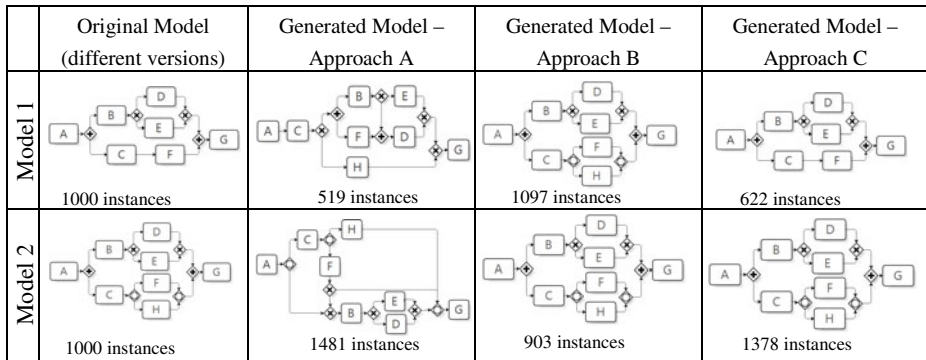 Original Model
(different versions)
Generated Model –
Approach A
Generated Model –
Approach B
Generated Model –
Approach C
Model 1
A B D E C F G
1000 instances
A C B E F D H G
519 instances
A B D E C F H G
1097 instances
A B D E C F G
622 instances
Model 2
A B D E C F H G
1000 instances
A C H F B E D G
1481 instances
A B D E C F H G
903 instances
A B D E C F H G
1378 instances